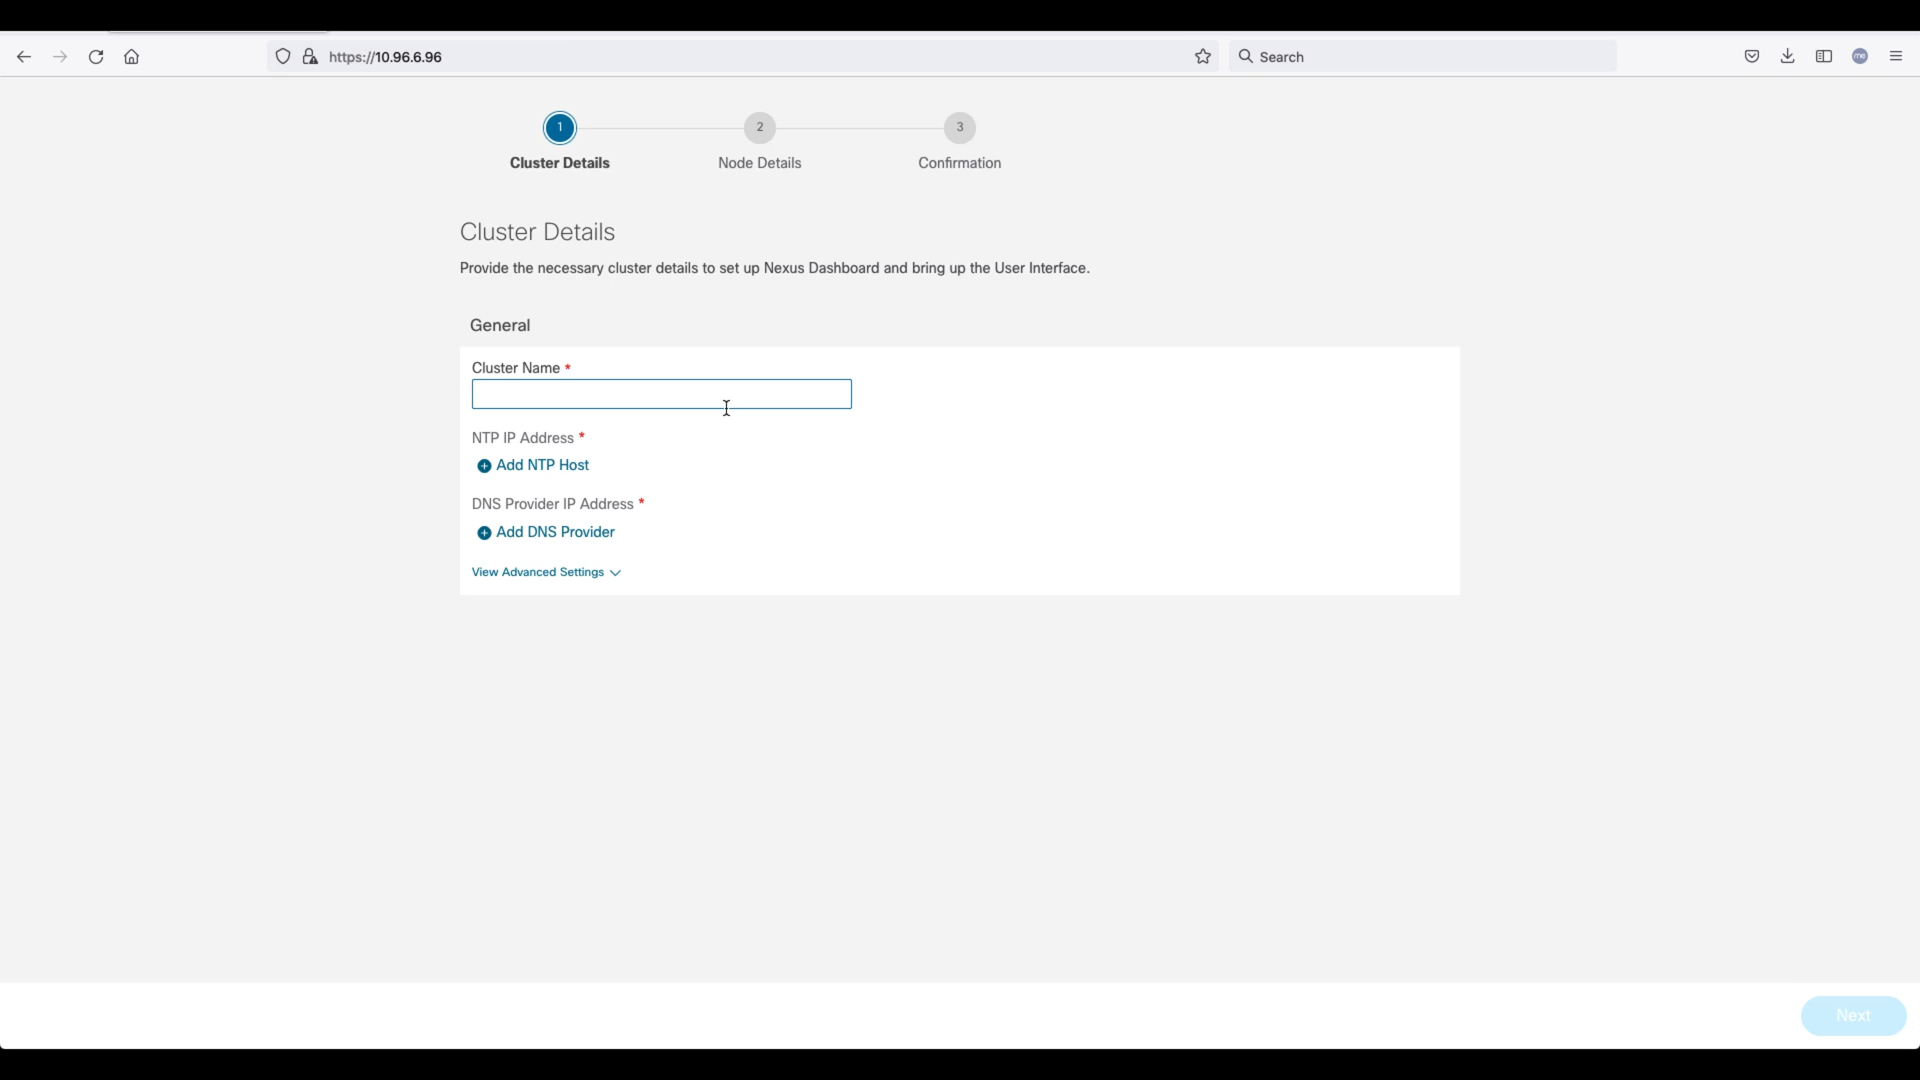 https://10.96.6.96
Search
1
2
3
Cluster Details
Node Details
Confirmation
Cluster Details
Provide the necessary cluster details to set up Nexus Dashboard and bring up the User Interface.
General
Cluster Name *
NTP IP Address *
Add NTP Host
DNS Provider IP Address *
Add DNS Provider
View Advanced Settings
Next